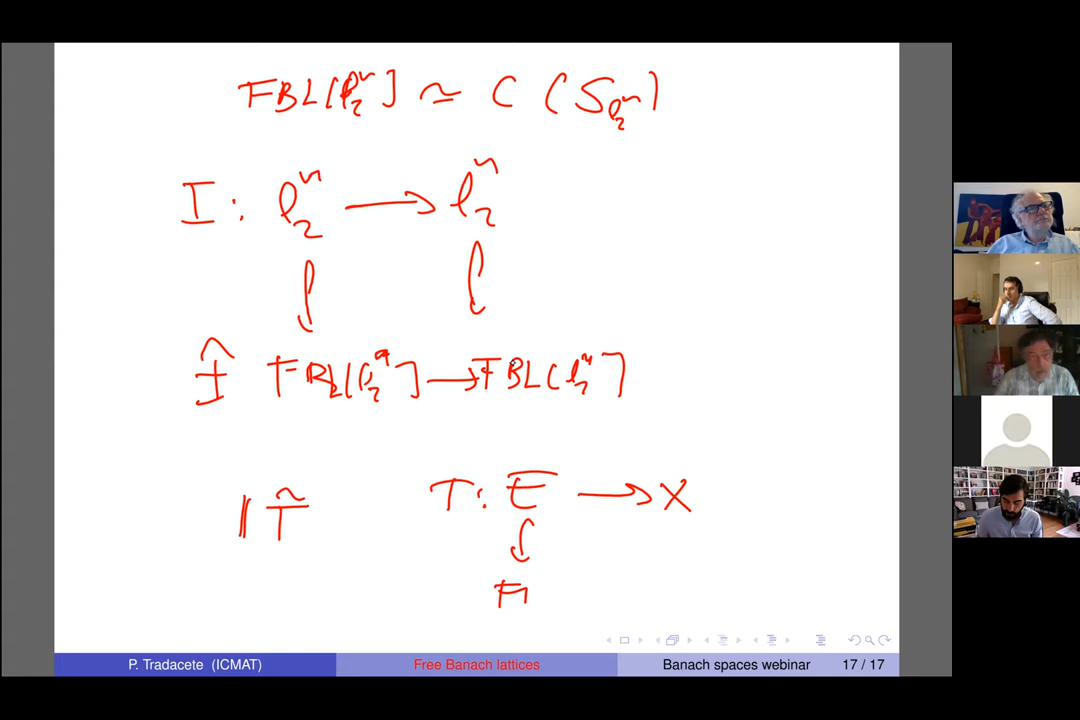 FBL[ℓ₂ⁿ] ≃ C(S_{ℓ₂ⁿ})
I: ℓ₂ⁿ → ℓ₂ⁿ
Î FBL[ℓ₂ⁿ] → FBL[ℓ₂ⁿ]
T: E → X
‖ T̃
P. Tradacete (ICMAT) Free Banach lattices Banach spaces webinar 17 / 17